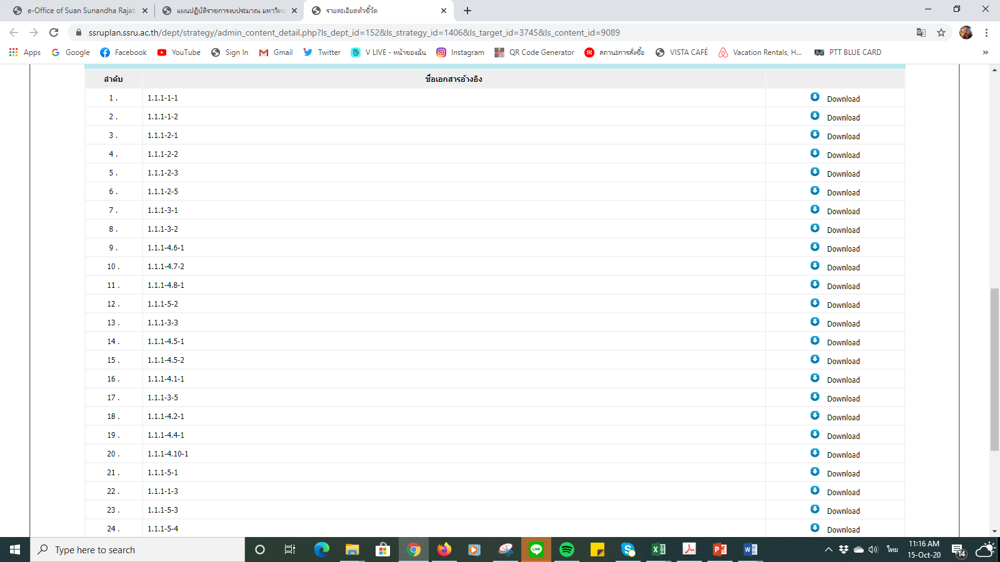 e-Office of Suan Sunandha Rajab
แผนปฏิบัติราชการงบประมาณ มหาวิทย
รายละเอียดตัวชี้วัด
ssruplan.ssru.ac.th/dept/strategy/admin_content_detail.php?ls_dept_id=152&ls_strategy_id=1406&ls_target_id=3745&ls_content_id=9089
Apps Google Facebook YouTube Sign In Gmail Twitter V LIVE - หน้าของฉัน Instagram QR Code Generator สถานะการสั่งซื้อ VISTA CAFÉ Vacation Rentals, H... PTT BLUE CARD »
ลำดับ ชื่อเอกสารอ้างอิง
1 . 1.1.1-1-1 Download
2 . 1.1.1-1-2 Download
3 . 1.1.1-2-1 Download
4 . 1.1.1-2-2 Download
5 . 1.1.1-2-3 Download
6 . 1.1.1-2-5 Download
7 . 1.1.1-3-1 Download
8 . 1.1.1-3-2 Download
9 . 1.1.1-4.6-1 Download
10 . 1.1.1-4.7-2 Download
11 . 1.1.1-4.8-1 Download
12 . 1.1.1-5-2 Download
13 . 1.1.1-3-3 Download
14 . 1.1.1-4.5-1 Download
15 . 1.1.1-4.5-2 Download
16 . 1.1.1-4.1-1 Download
17 . 1.1.1-3-5 Download
18 . 1.1.1-4.2-1 Download
19 . 1.1.1-4.4-1 Download
20 . 1.1.1-4.10-1 Download
21 . 1.1.1-5-1 Download
22 . 1.1.1-1-3 Download
23 . 1.1.1-5-3 Download
24 . 1.1.1-5-4 Download
Type here to search
LINE
ไทย
11:16 AM
15-Oct-20
14